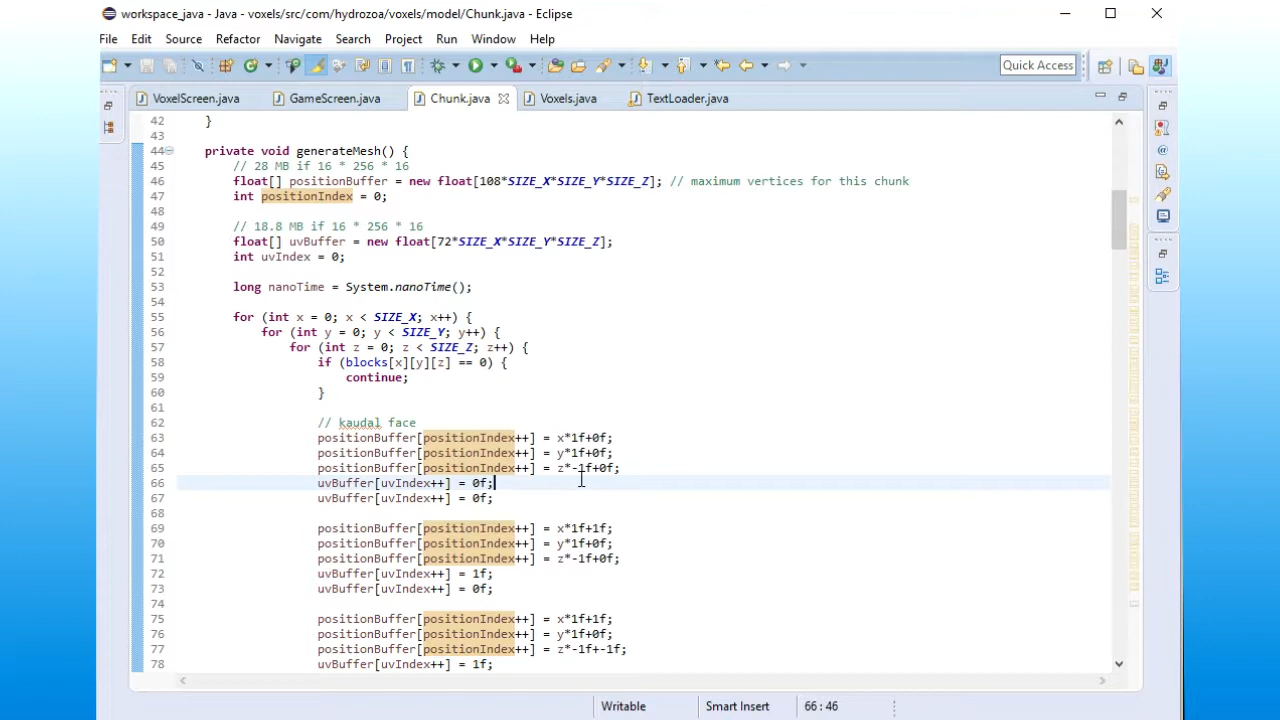 workspace_java - Java - voxels/src/com/hydrozoa/voxels/model/Chunk.java - Eclipse
File Edit Source Refactor Navigate Search Project Run Window Help
Quick Access
VoxelScreen.java GameScreen.java Chunk.java Voxels.java TextLoader.java
42 }
43
44 private void generateMesh() {
45 // 28 MB if 16 * 256 * 16
46 float[] positionBuffer = new float[108*SIZE_X*SIZE_Y*SIZE_Z]; // maximum vertices for this chunk
47 int positionIndex = 0;
48
49 // 18.8 MB if 16 * 256 * 16
50 float[] uvBuffer = new float[72*SIZE_X*SIZE_Y*SIZE_Z];
51 int uvIndex = 0;
52
53 long nanoTime = System.nanoTime();
54
55 for (int x = 0; x < SIZE_X; x++) {
56 for (int y = 0; y < SIZE_Y; y++) {
57 for (int z = 0; z < SIZE_Z; z++) {
58 if (blocks[x][y][z] == 0) {
59 continue;
60 }
61
62 // kaudal face
63 positionBuffer[positionIndex++] = x*1f+0f;
64 positionBuffer[positionIndex++] = y*1f+0f;
65 positionBuffer[positionIndex++] = z*-1f+0f;
66 uvBuffer[uvIndex++] = 0f;
67 uvBuffer[uvIndex++] = 0f;
68
69 positionBuffer[positionIndex++] = x*1f+1f;
70 positionBuffer[positionIndex++] = y*1f+0f;
71 positionBuffer[positionIndex++] = z*-1f+0f;
72 uvBuffer[uvIndex++] = 1f;
73 uvBuffer[uvIndex++] = 0f;
74
75 positionBuffer[positionIndex++] = x*1f+1f;
76 positionBuffer[positionIndex++] = y*1f+0f;
77 positionBuffer[positionIndex++] = z*-1f+-1f;
78 uvBuffer[uvIndex++] = 1f;
Writable Smart Insert 66 : 46